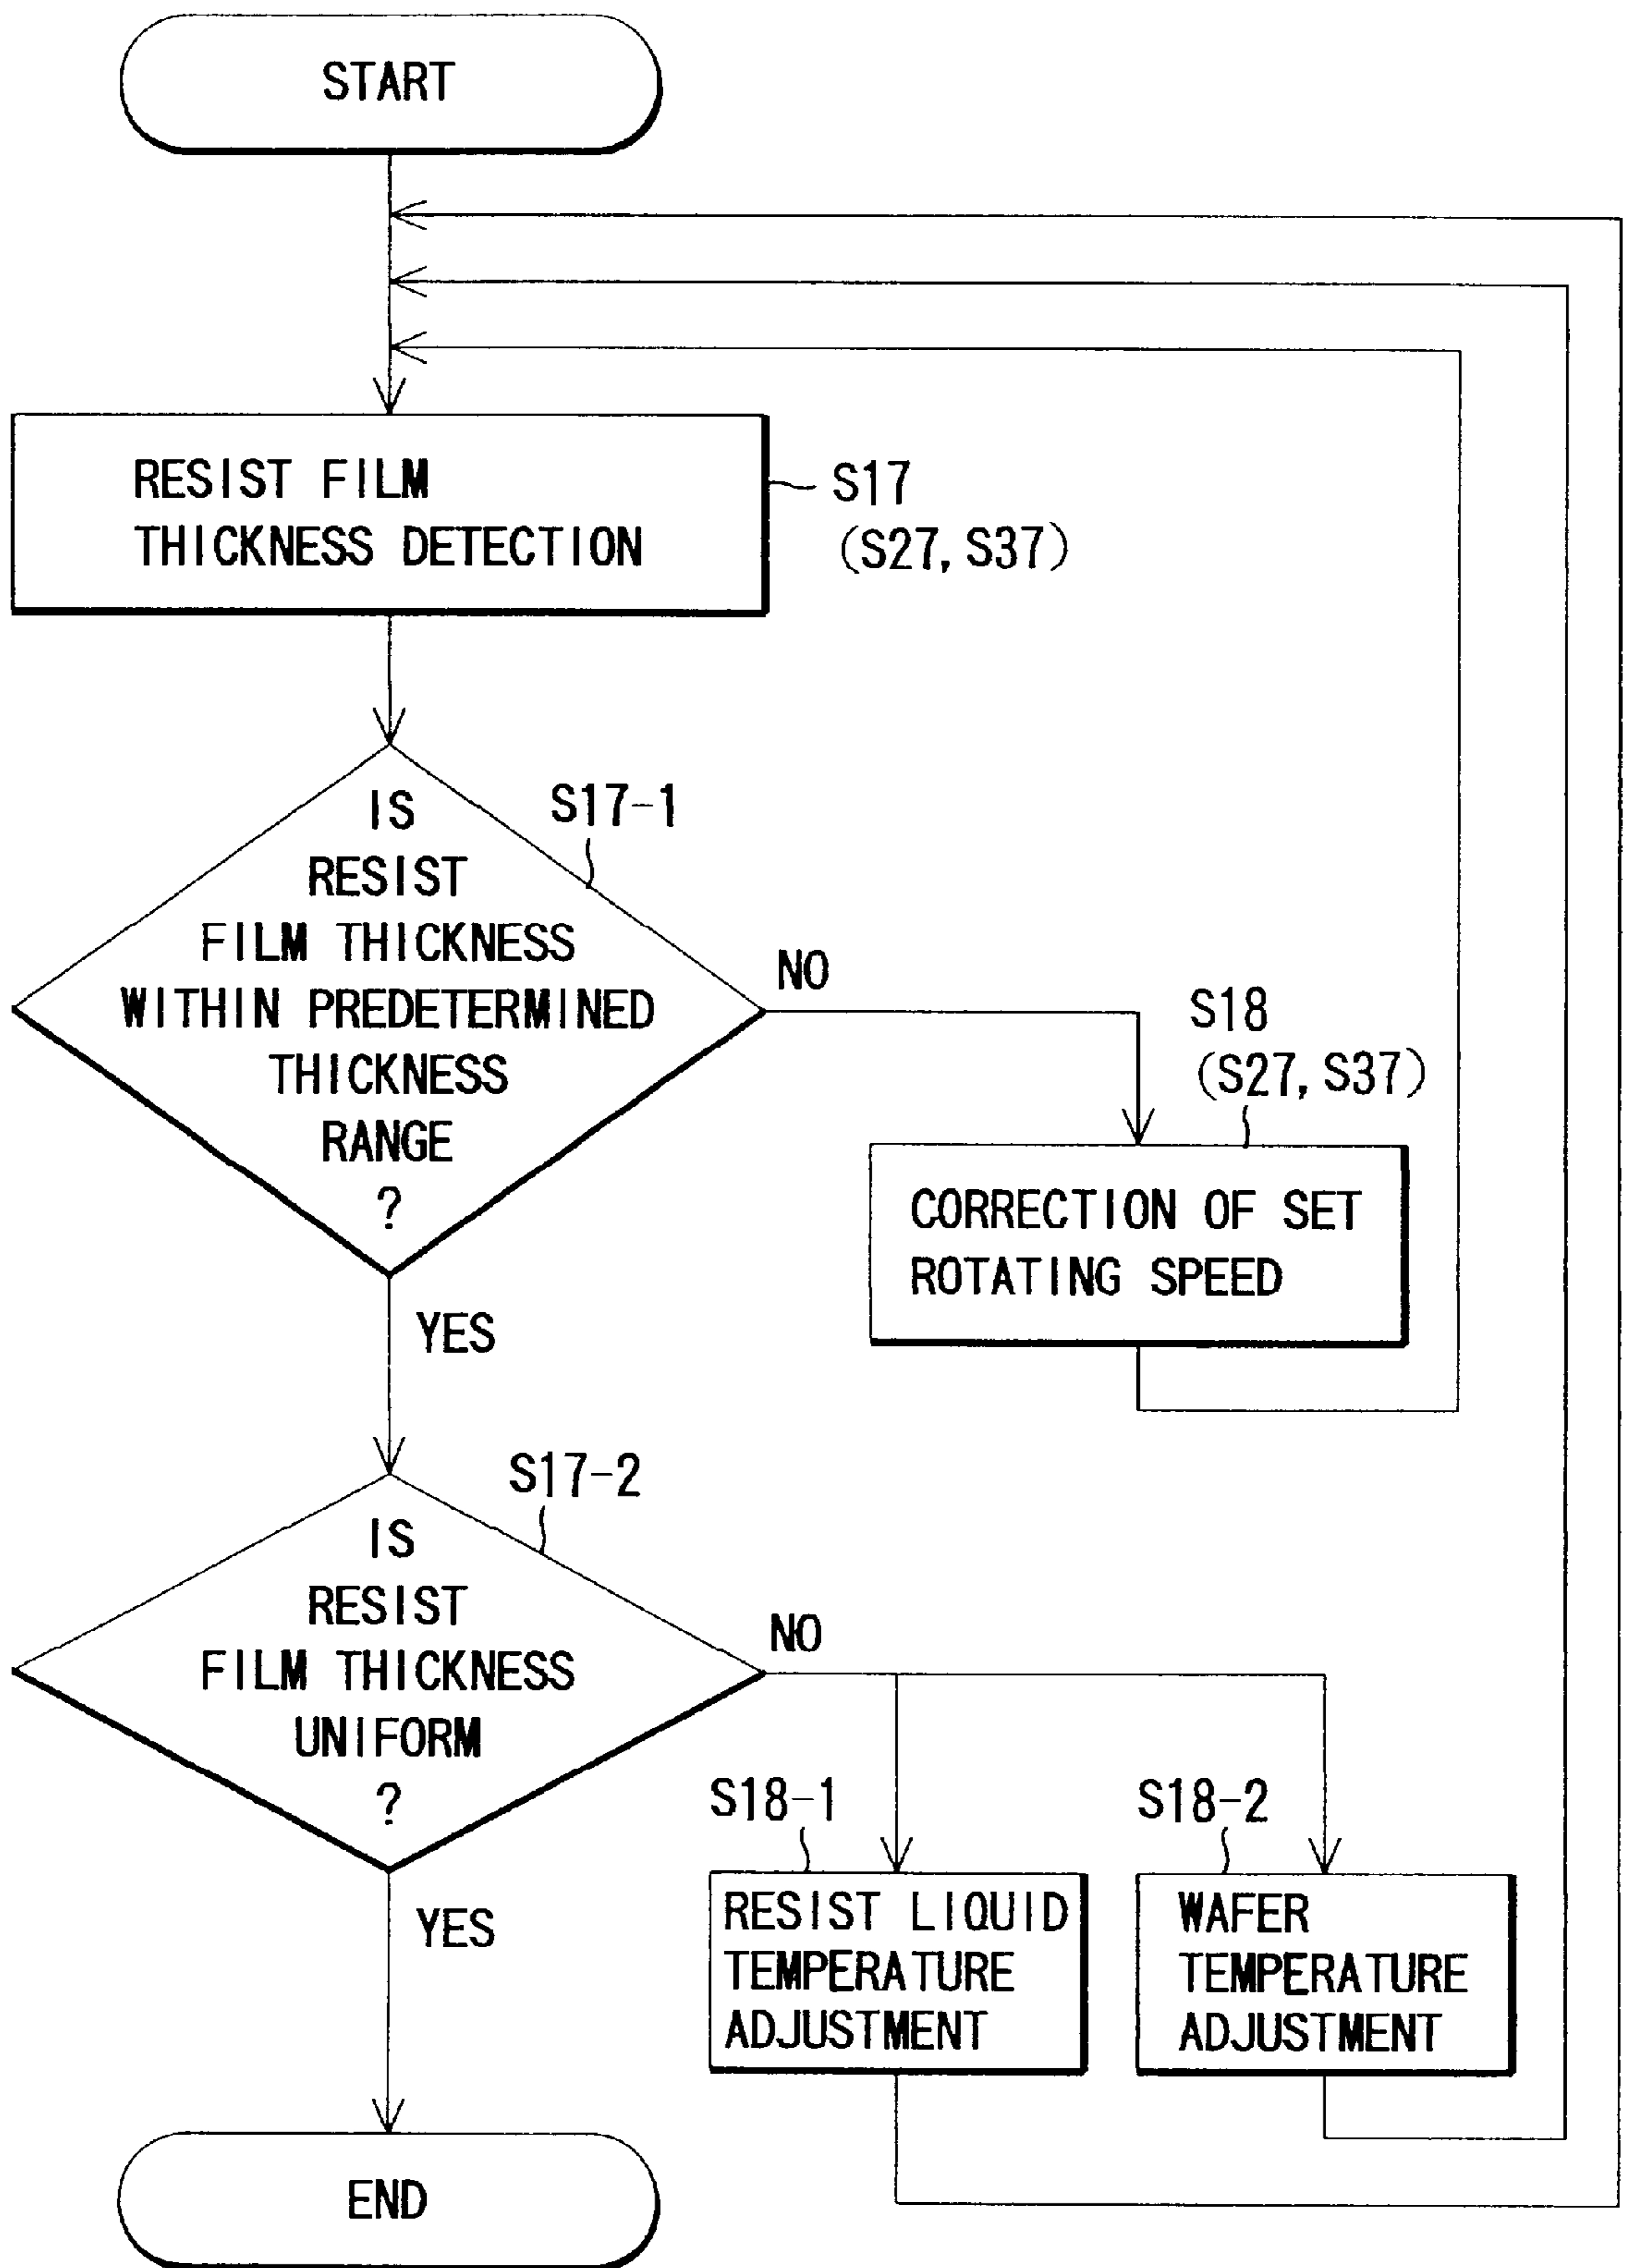 START
RESIST FILM
THICKNESS DETECTION
S17
(S27, S37)
IS
RESIST
FILM THICKNESS
WITHIN PREDETERMINED
THICKNESS
RANGE
?
S17-1
NO
YES
S18
(S27, S37)
CORRECTION OF SET
ROTATING SPEED
IS
RESIST
FILM THICKNESS
UNIFORM
?
S17-2
NO
YES
S18-1
RESIST LIQUID
TEMPERATURE
ADJUSTMENT
S18-2
WAFER
TEMPERATURE
ADJUSTMENT
END